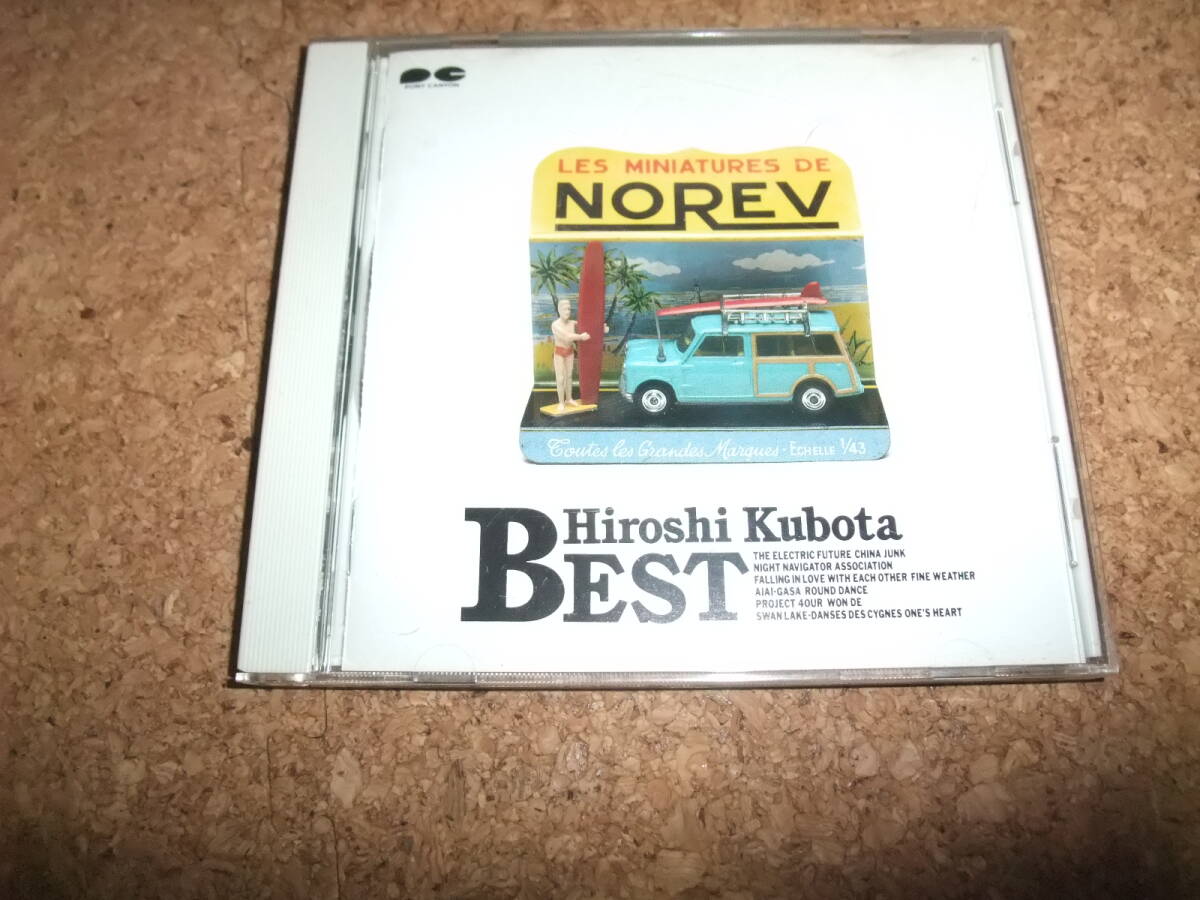 PONY CANYON
LES MINIATURES DE
NOREV
Toutes les Grandes Marques - ECHELLE 1/43
Hiroshi Kubota
BEST
THE ELECTRIC FUTURE CHINA JUNK
NIGHT NAVIGATOR ASSOCIATION
FALLING IN LOVE WITH EACH OTHER FINE WEATHER
AIAI-GASA ROUND DANCE
PROJECT 4OUR WON DE
SWAN LAKE-DANSES DES CYGNES ONE'S HEART